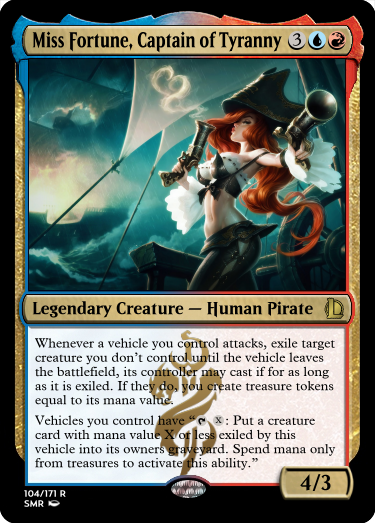 Miss Fortune, Captain of Tyranny 3
Legendary Creature — Human Pirate
Whenever a vehicle you control attacks, exile target
creature you don't control until the vehicle leaves
the battlefield, its controller may cast if for as long
as it is exiled. If they do, you create treasure tokens
equal to its mana value.
Vehicles you control have “ X: Put a creature
card with mana value X or less exiled by this
vehicle into its owners graveyard. Spend mana only
from treasures to activate this ability.”
4/3
104/171 R
SMR